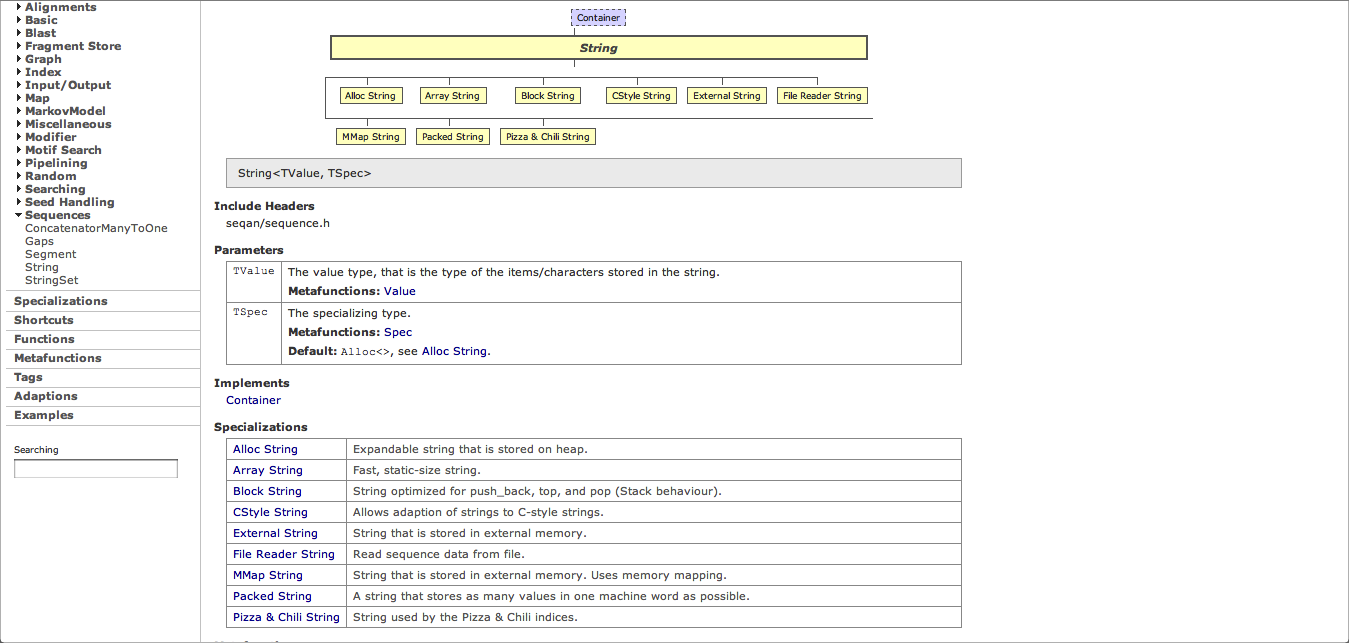 Alignments
Basic
Blast
Fragment Store
Graph
Index
Input/Output
Map
MarkovModel
Miscellaneous
Modifier
Motif Search
Pipelining
Random
Searching
Seed Handling
Sequences
ConcatenatorManyToOne
Gaps
Segment
String
StringSet
Specializations
Shortcuts
Functions
Metafunctions
Tags
Adaptions
Examples
Searching
Container
String
Alloc String Array String Block String CStyle String External String File Reader String
MMap String Packed String Pizza & Chili String
String<TValue, TSpec>
Include Headers
seqan/sequence.h
Parameters
TValue The value type, that is the type of the items/characters stored in the string.
Metafunctions: Value
TSpec The specializing type.
Metafunctions: Spec
Default: Alloc<>, see Alloc String.
Implements
Container
Specializations
Alloc String Expandable string that is stored on heap.
Array String Fast, static-size string.
Block String String optimized for push_back, top, and pop (Stack behaviour).
CStyle String Allows adaption of strings to C-style strings.
External String String that is stored in external memory.
File Reader String Read sequence data from file.
MMap String String that is stored in external memory. Uses memory mapping.
Packed String A string that stores as many values in one machine word as possible.
Pizza & Chili String String used by the Pizza & Chili indices.